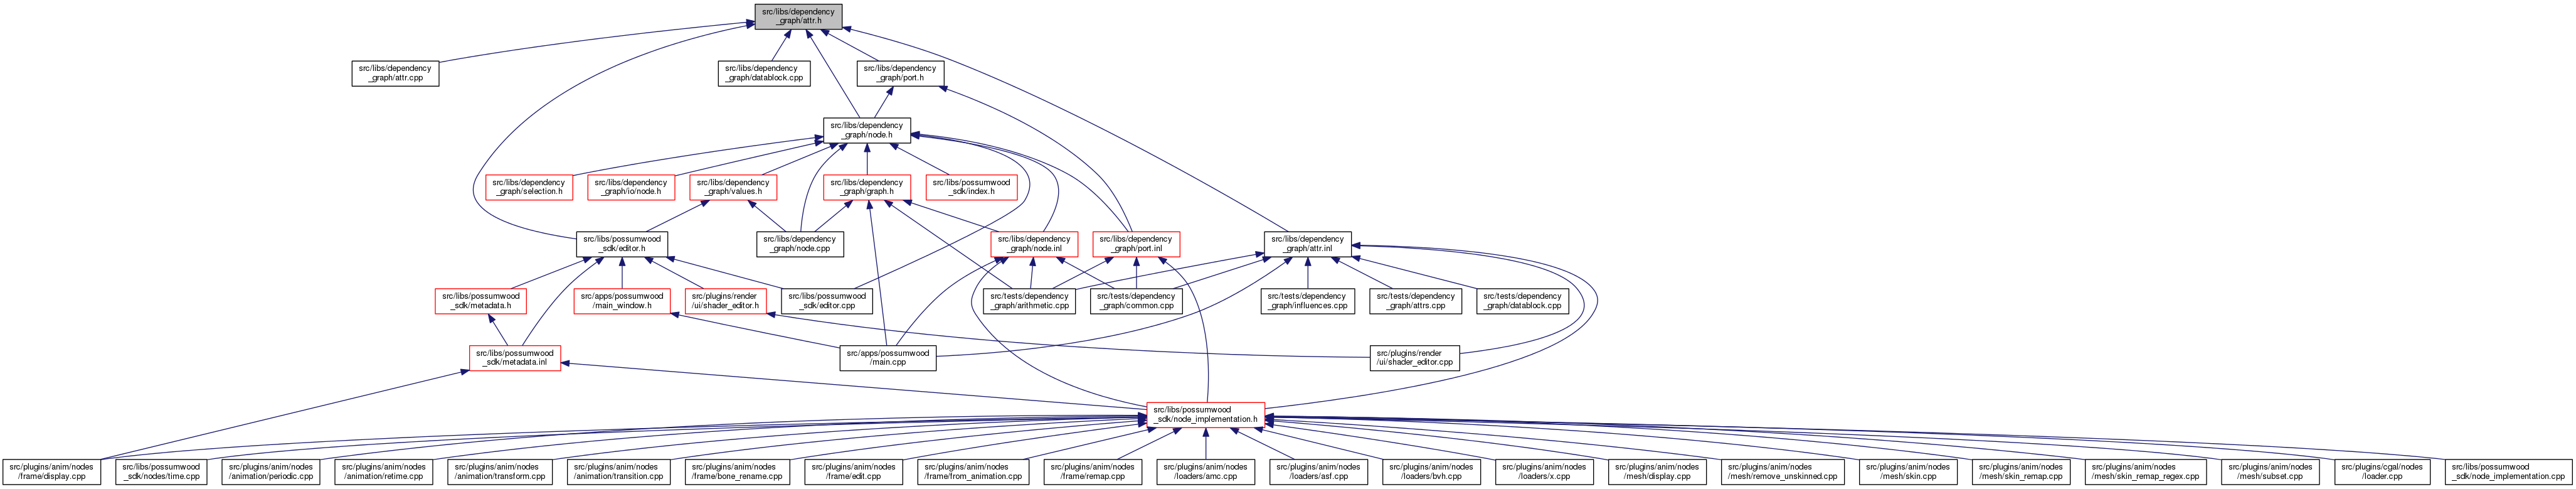 src/libs/dependency
_graph/attr.h
src/libs/dependency
_graph/attr.cpp
src/libs/dependency
_graph/datablock.cpp
src/libs/dependency
_graph/port.h
src/libs/dependency
_graph/node.h
src/libs/dependency
_graph/selection.h
src/libs/dependency
_graph/io/node.h
src/libs/dependency
_graph/values.h
src/libs/dependency
_graph/graph.h
src/libs/possumwood
_sdk/index.h
src/libs/possumwood
_sdk/editor.h
src/libs/dependency
_graph/node.cpp
src/libs/dependency
_graph/node.inl
src/libs/dependency
_graph/port.inl
src/libs/dependency
_graph/attr.inl
src/libs/possumwood
_sdk/metadata.h
src/apps/possumwood
/main_window.h
src/plugins/render
/ui/shader_editor.h
src/libs/possumwood
_sdk/editor.cpp
src/tests/dependency
_graph/arithmetic.cpp
src/tests/dependency
_graph/common.cpp
src/tests/dependency
_graph/influences.cpp
src/tests/dependency
_graph/attrs.cpp
src/tests/dependency
_graph/datablock.cpp
src/libs/possumwood
_sdk/metadata.inl
src/apps/possumwood
/main.cpp
src/plugins/render
/ui/shader_editor.cpp
src/libs/possumwood
_sdk/node_implementation.h
src/plugins/anim/nodes
/frame/display.cpp
src/libs/possumwood
_sdk/nodes/time.cpp
src/plugins/anim/nodes
/animation/periodic.cpp
src/plugins/anim/nodes
/animation/retime.cpp
src/plugins/anim/nodes
/animation/transform.cpp
src/plugins/anim/nodes
/animation/transition.cpp
src/plugins/anim/nodes
/frame/bone_rename.cpp
src/plugins/anim/nodes
/frame/edit.cpp
src/plugins/anim/nodes
/frame/from_animation.cpp
src/plugins/anim/nodes
/frame/remap.cpp
src/plugins/anim/nodes
/loaders/amc.cpp
src/plugins/anim/nodes
/loaders/asf.cpp
src/plugins/anim/nodes
/loaders/bvh.cpp
src/plugins/anim/nodes
/loaders/x.cpp
src/plugins/anim/nodes
/mesh/display.cpp
src/plugins/anim/nodes
/mesh/remove_unskinned.cpp
src/plugins/anim/nodes
/mesh/skin.cpp
src/plugins/anim/nodes
/mesh/skin_remap.cpp
src/plugins/anim/nodes
/mesh/skin_remap_regex.cpp
src/plugins/anim/nodes
/mesh/subset.cpp
src/plugins/cgal/nodes
/loader.cpp
src/libs/possumwood
_sdk/node_implementation.cpp